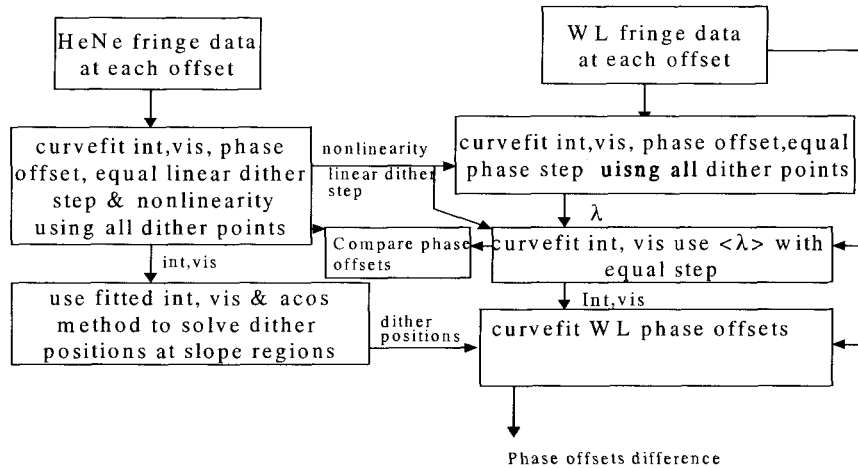 HeNe fringe data
at each offset
WL fringe data
at each offset
curvefit int,vis, phase
offset, equal linear dither
step & nonlinearity
using all dither points
nonlinearity
linear dither
step
curvefit int,vis, phase offset,equal
phase step uisng all dither points
λ
Compare phase
offsets
curvefit int, vis use <λ> with
equal step
int,vis
Int,vis
use fitted int, vis & acos
method to solve dither
positions at slope regions
dither
positions
curvefit WL phase offsets
Phase offsets difference